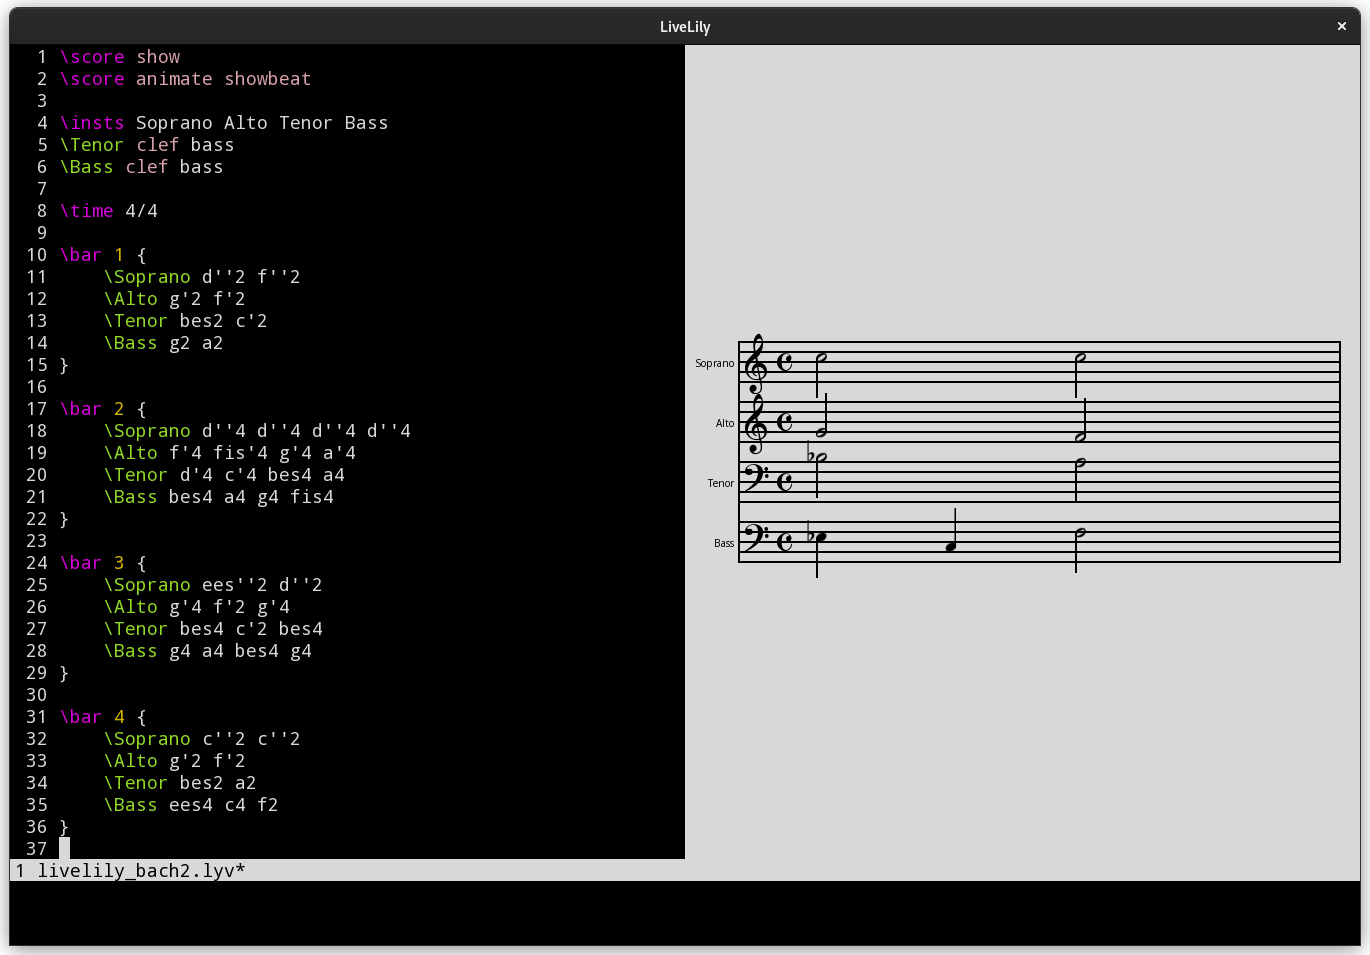 LiveLily
×
1 \score show
2 \score animate showbeat
3
4 \insts Soprano Alto Tenor Bass
5 \Tenor clef bass
6 \Bass clef bass
7
8 \time 4/4
9
10 \bar 1 {
11     \Soprano d''2 f''2
12     \Alto g'2 f'2
13     \Tenor bes2 c'2
14     \Bass g2 a2
15 }
16
17 \bar 2 {
18     \Soprano d''4 d''4 d''4 d''4
19     \Alto f'4 fis'4 g'4 a'4
20     \Tenor d'4 c'4 bes4 a4
21     \Bass bes4 a4 g4 fis4
22 }
23
24 \bar 3 {
25     \Soprano ees''2 d''2
26     \Alto g'4 f'2 g'4
27     \Tenor bes4 c'2 bes4
28     \Bass g4 a4 bes4 g4
29 }
30
31 \bar 4 {
32     \Soprano c''2 c''2
33     \Alto g'2 f'2
34     \Tenor bes2 a2
35     \Bass ees4 c4 f2
36 }
37
1 livelily_bach2.lyv*
Soprano
Alto
Tenor
Bass